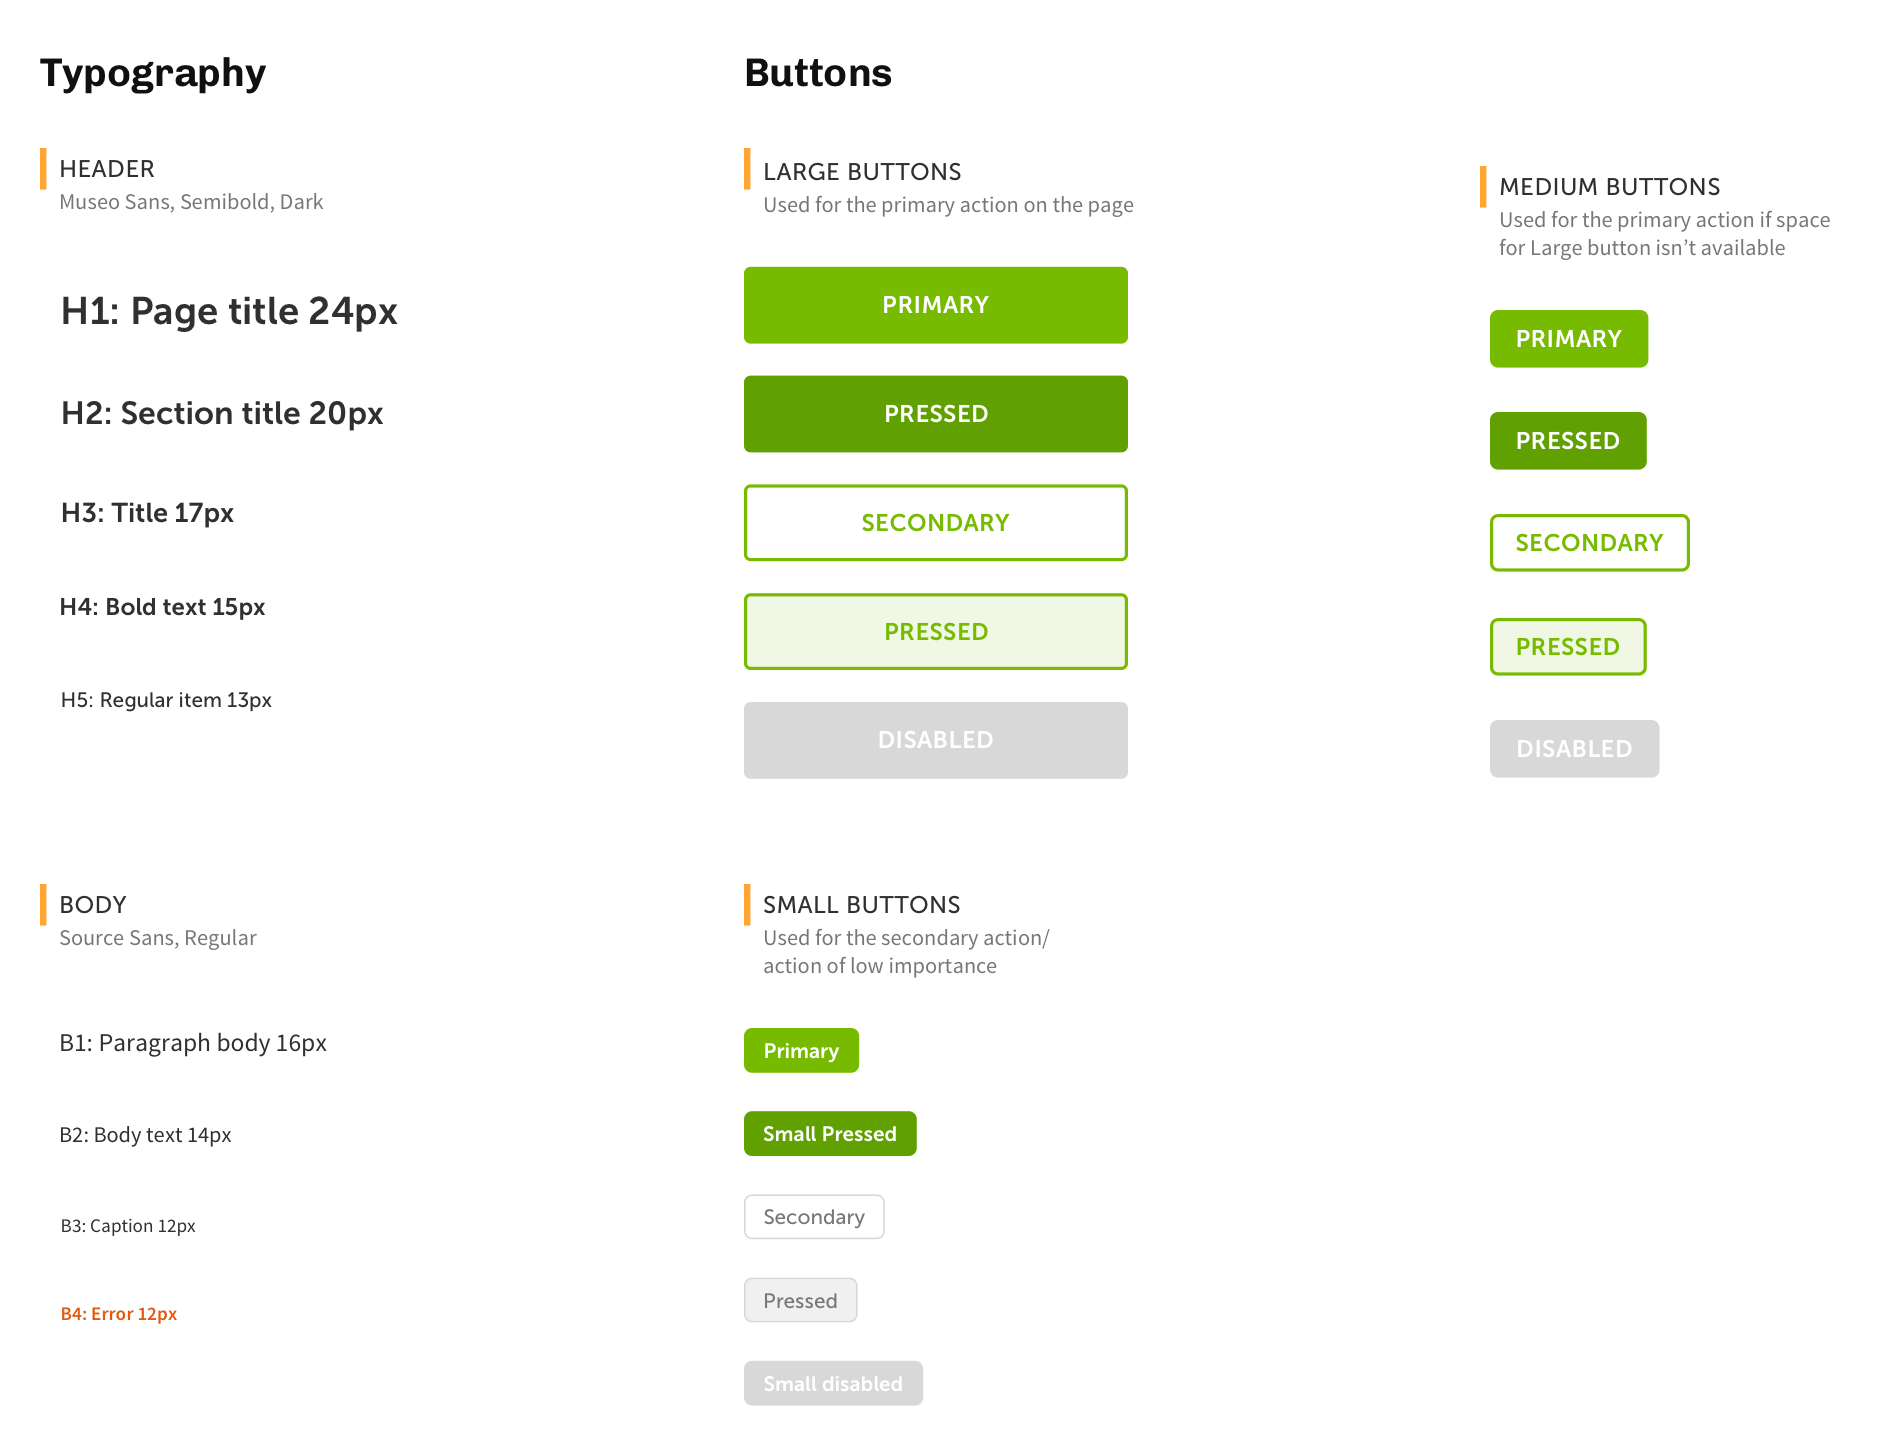 Typography
HEADER
Museo Sans, Semibold, Dark
H1: Page title 24px
H2: Section title 20px
H3: Title 17px
H4: Bold text 15px
H5: Regular item 13px
BODY
Source Sans, Regular
B1: Paragraph body 16px
B2: Body text 14px
B3: Caption 12px
B4: Error 12px
Buttons
LARGE BUTTONS
Used for the primary action on the page
PRIMARY
PRESSED
SECONDARY
PRESSED
DISABLED
MEDIUM BUTTONS
Used for the primary action if space
for Large button isn’t available
PRIMARY
PRESSED
SECONDARY
PRESSED
DISABLED
SMALL BUTTONS
Used for the secondary action/
action of low importance
Primary
Small Pressed
Secondary
Pressed
Small disabled